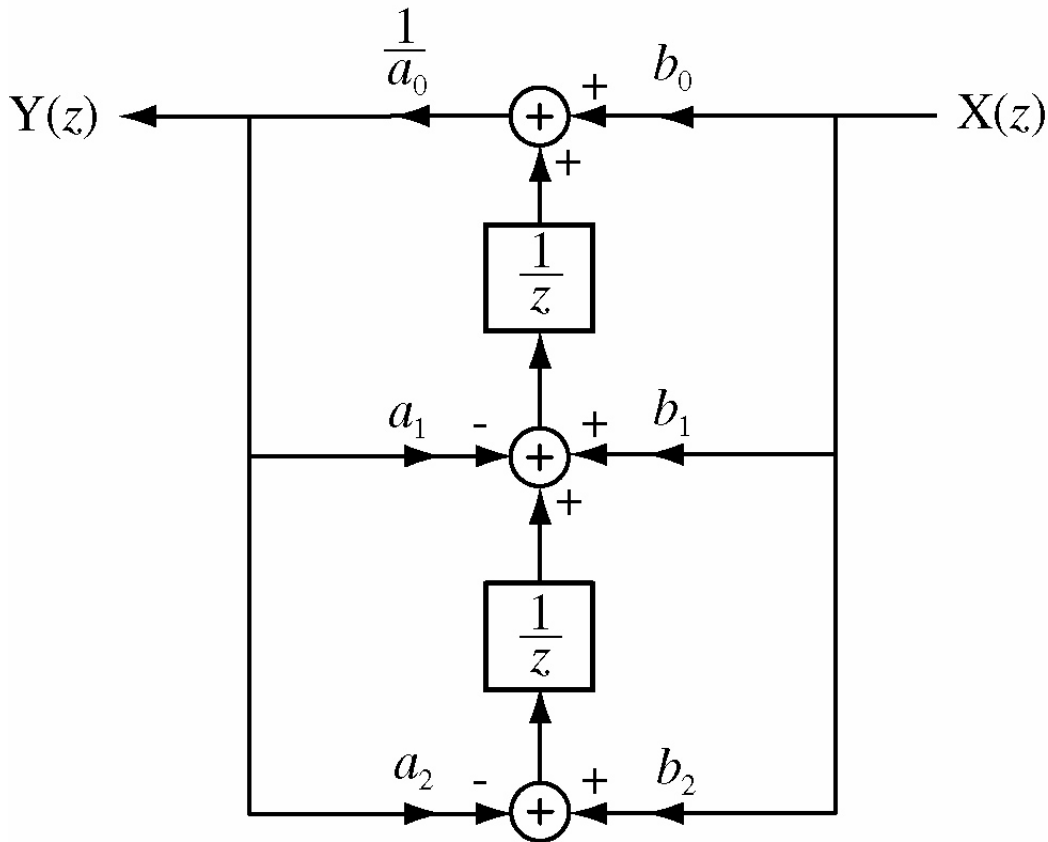 1/a₀
+ b₀
Y(z) + X(z)
+
1/z
a₁ - + b₁
+
+
1/z
a₂ - + b₂
+